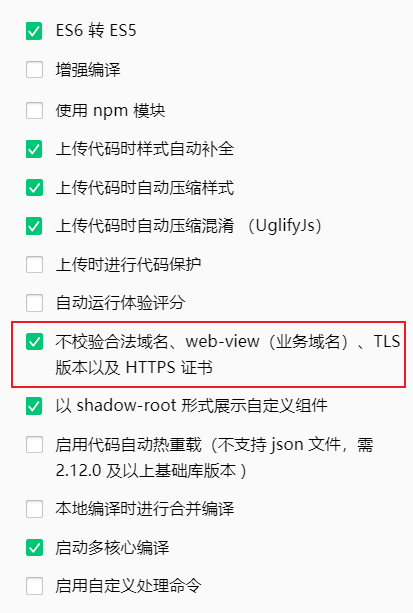 ES6 转 ES5
增强编译
使用 npm 模块
上传代码时样式自动补全
上传代码时自动压缩样式
上传代码时自动压缩混淆 （UglifyJs）
上传时进行代码保护
自动运行体验评分
不校验合法域名、web-view（业务域名）、TLS
版本以及 HTTPS 证书
以 shadow-root 形式展示自定义组件
启用代码自动热重载（不支持 json 文件，需
2.12.0 及以上基础库版本 ）
本地编译时进行合并编译
启动多核心编译
启用自定义处理命令